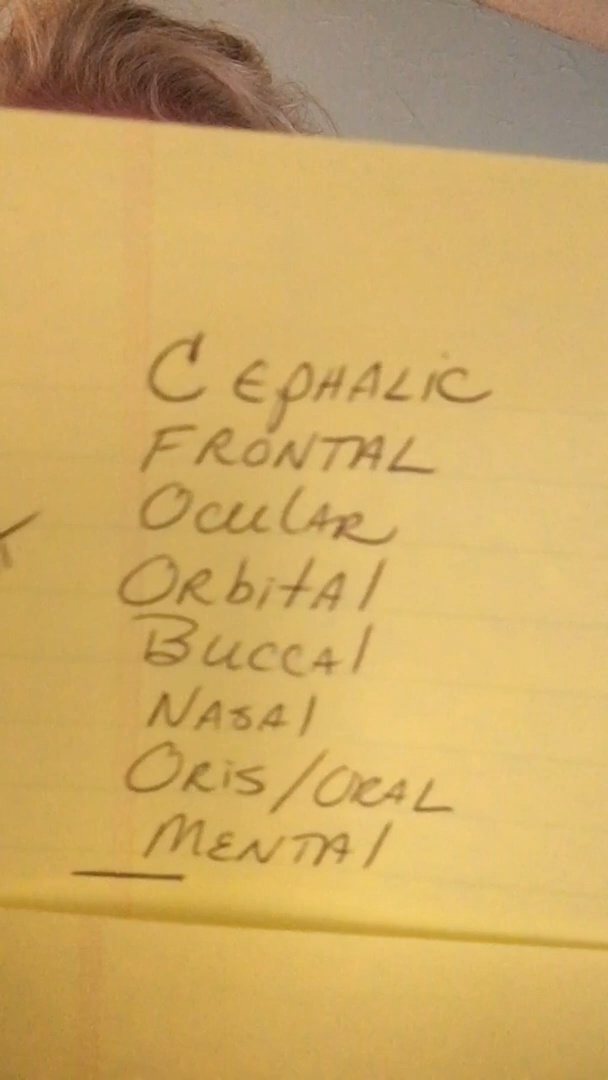 CEPHALIC
FRONTAL
OculAR
ORbitAl
BuccAl
NASAl
ORiS/ORAL
MENTAl